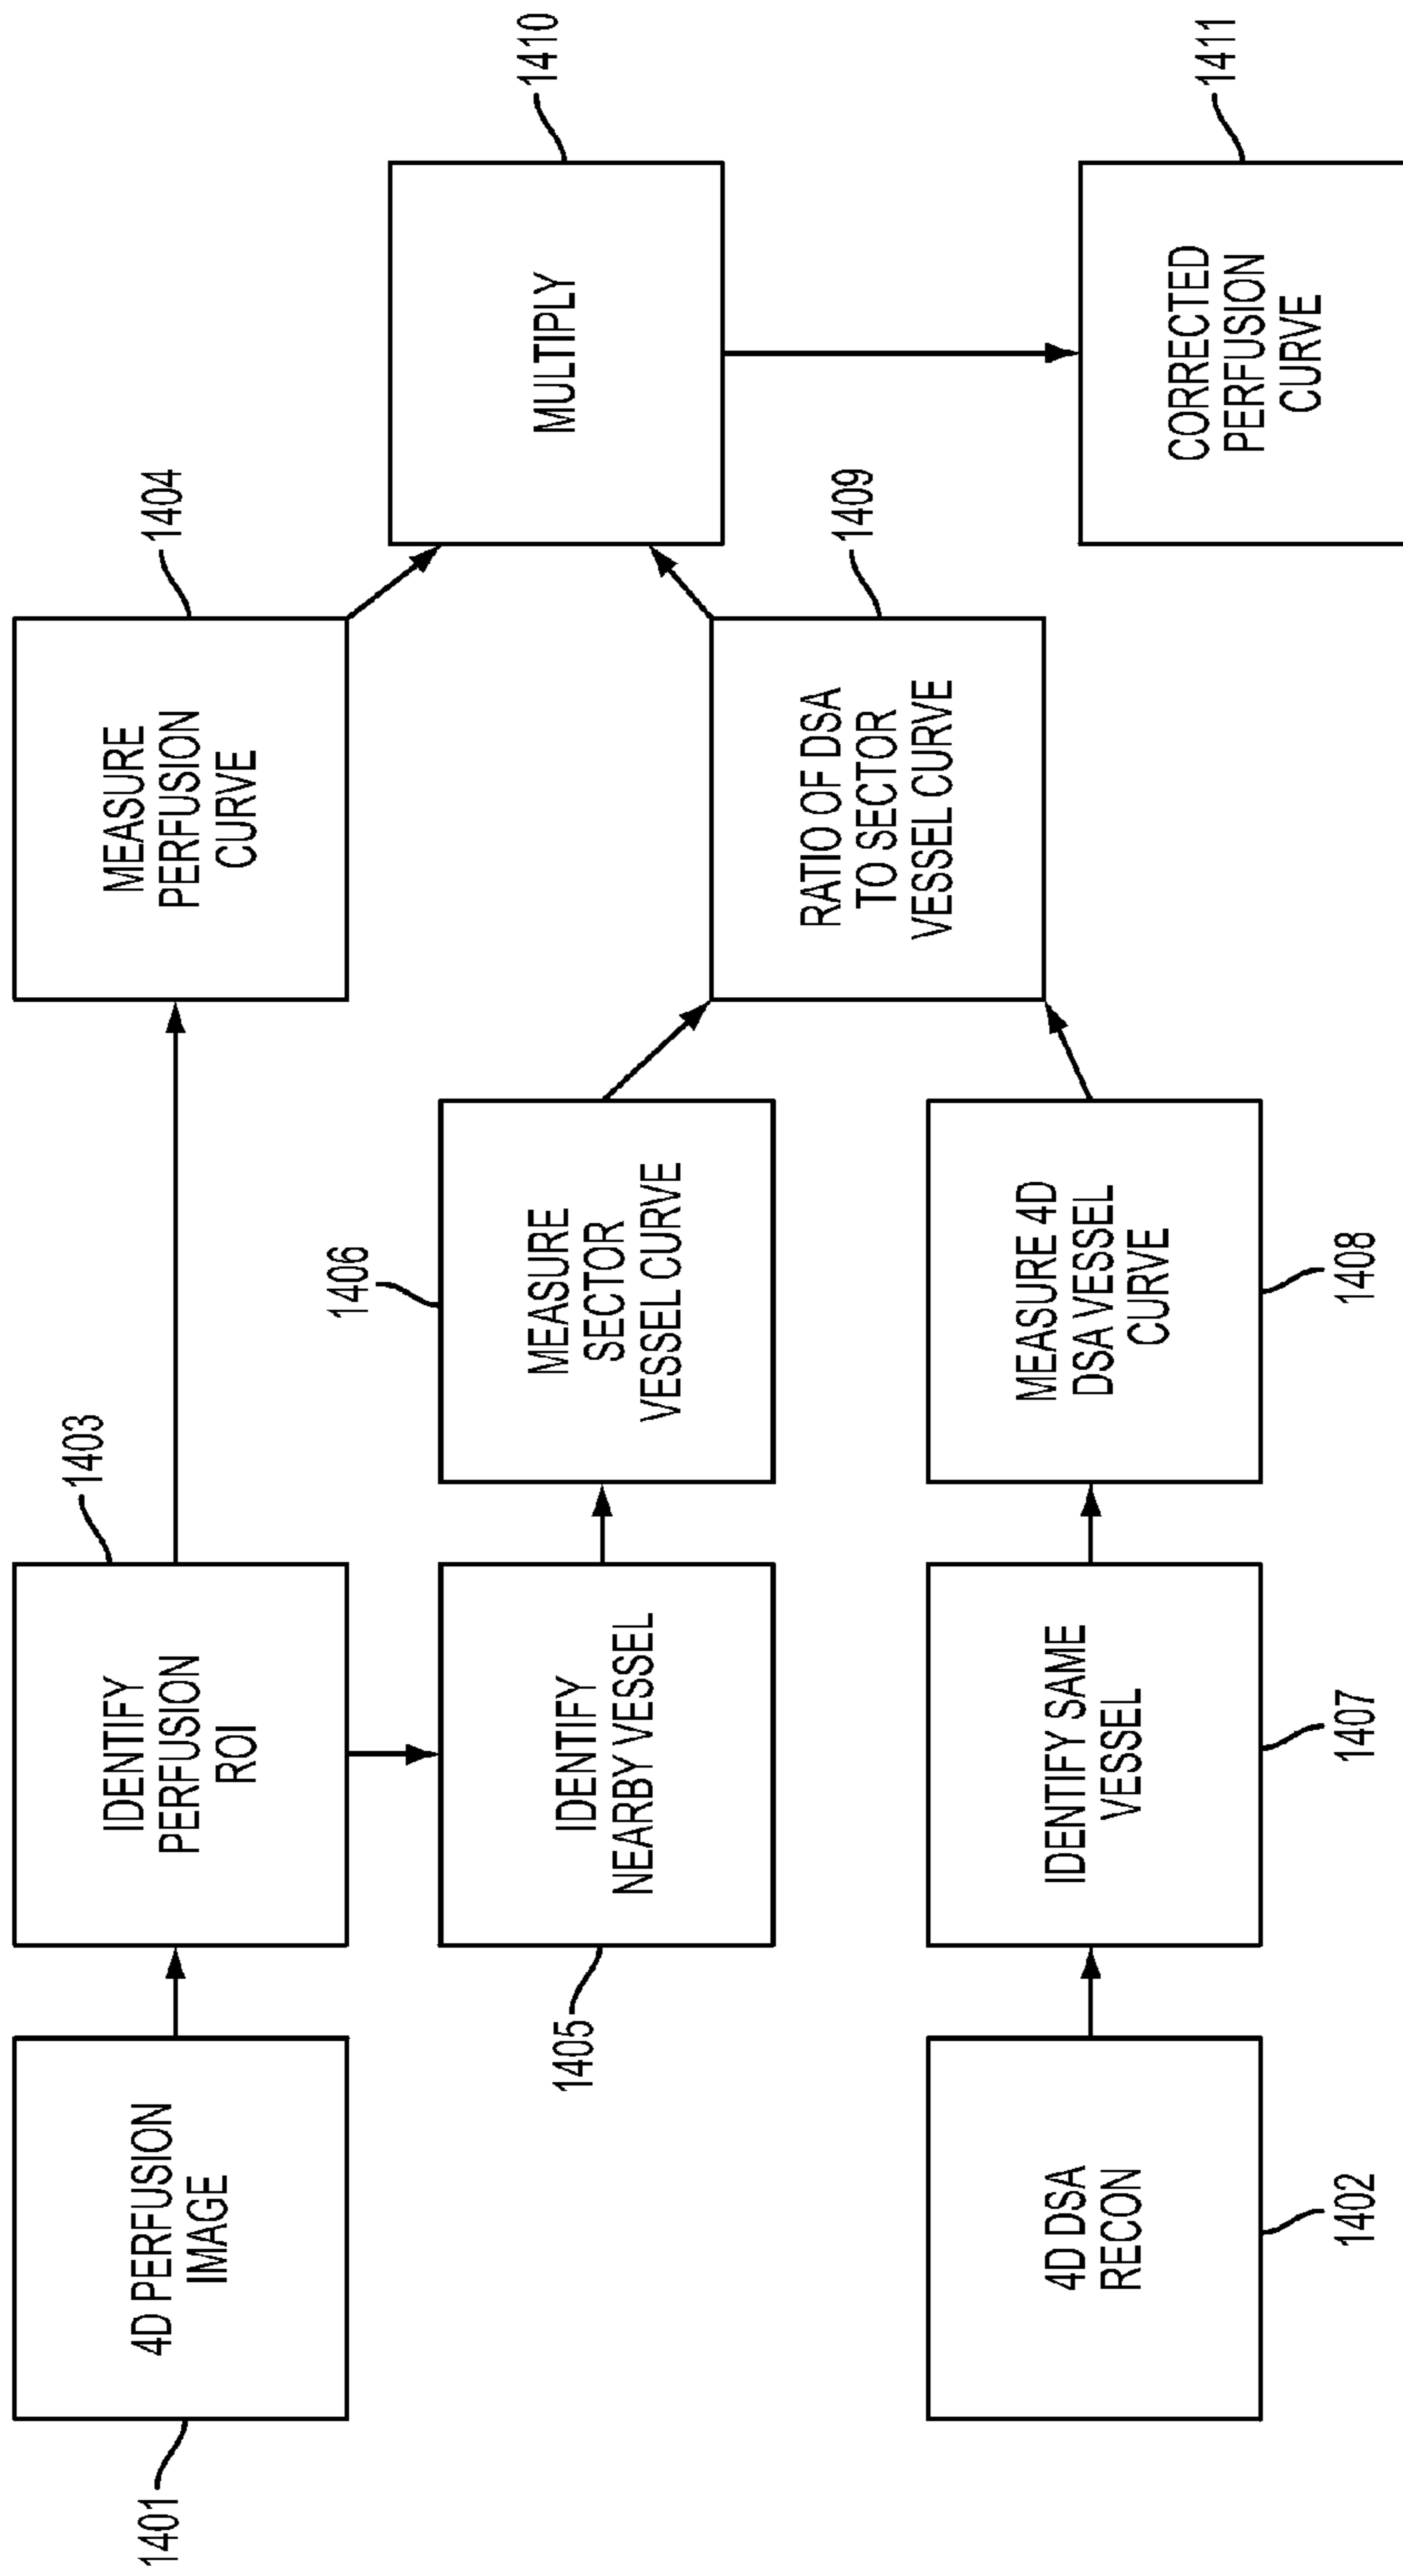 1401
4D PERFUSION
IMAGE
1403
IDENTIFY
PERFUSION
ROI
1404
MEASURE
PERFUSION
CURVE
1405
IDENTIFY
NEARBY VESSEL
1406
MEASURE
SECTOR
VESSEL CURVE
1410
MULTIPLY
1402
4D DSA
RECON
1407
IDENTIFY SAME
VESSEL
1408
MEASURE 4D
DSA VESSEL
CURVE
1409
RATIO OF DSA
TO SECTOR
VESSEL CURVE
1411
CORRECTED
PERFUSION
CURVE